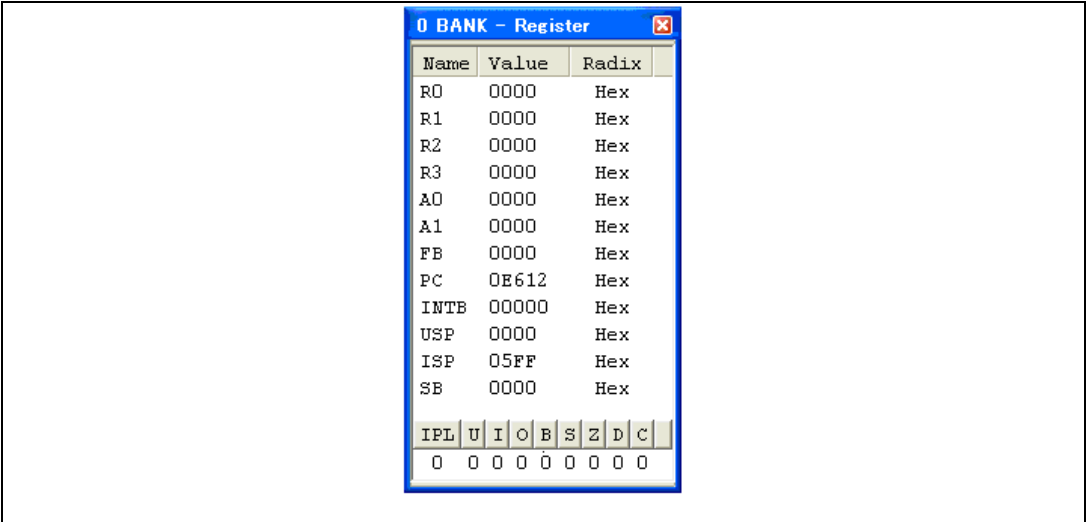 0 BANK - Register
Name Value Radix
R0 0000 Hex
R1 0000 Hex
R2 0000 Hex
R3 0000 Hex
A0 0000 Hex
A1 0000 Hex
FB 0000 Hex
PC 0E612 Hex
INTB 00000 Hex
USP 0000 Hex
ISP 05FF Hex
SB 0000 Hex
IPL U I O B S Z D C
0 0 0 0 0 0 0 0 0